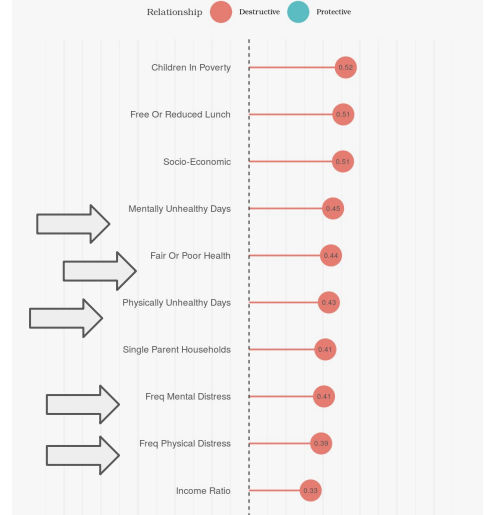 Relationship Destructive Protective
Children In Poverty 0.52
Free Or Reduced Lunch 0.51
Socio-Economic 0.51
Mentally Unhealthy Days 0.45
Fair Or Poor Health 0.44
Physically Unhealthy Days 0.43
Single Parent Households 0.41
Freq Mental Distress 0.41
Freq Physical Distress 0.39
Income Ratio 0.33